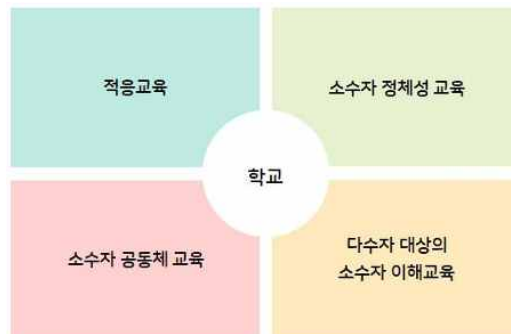 적응교육
소수자 정체성 교육
학교
소수자 공동체 교육
다수자 대상의
소수자 이해교육